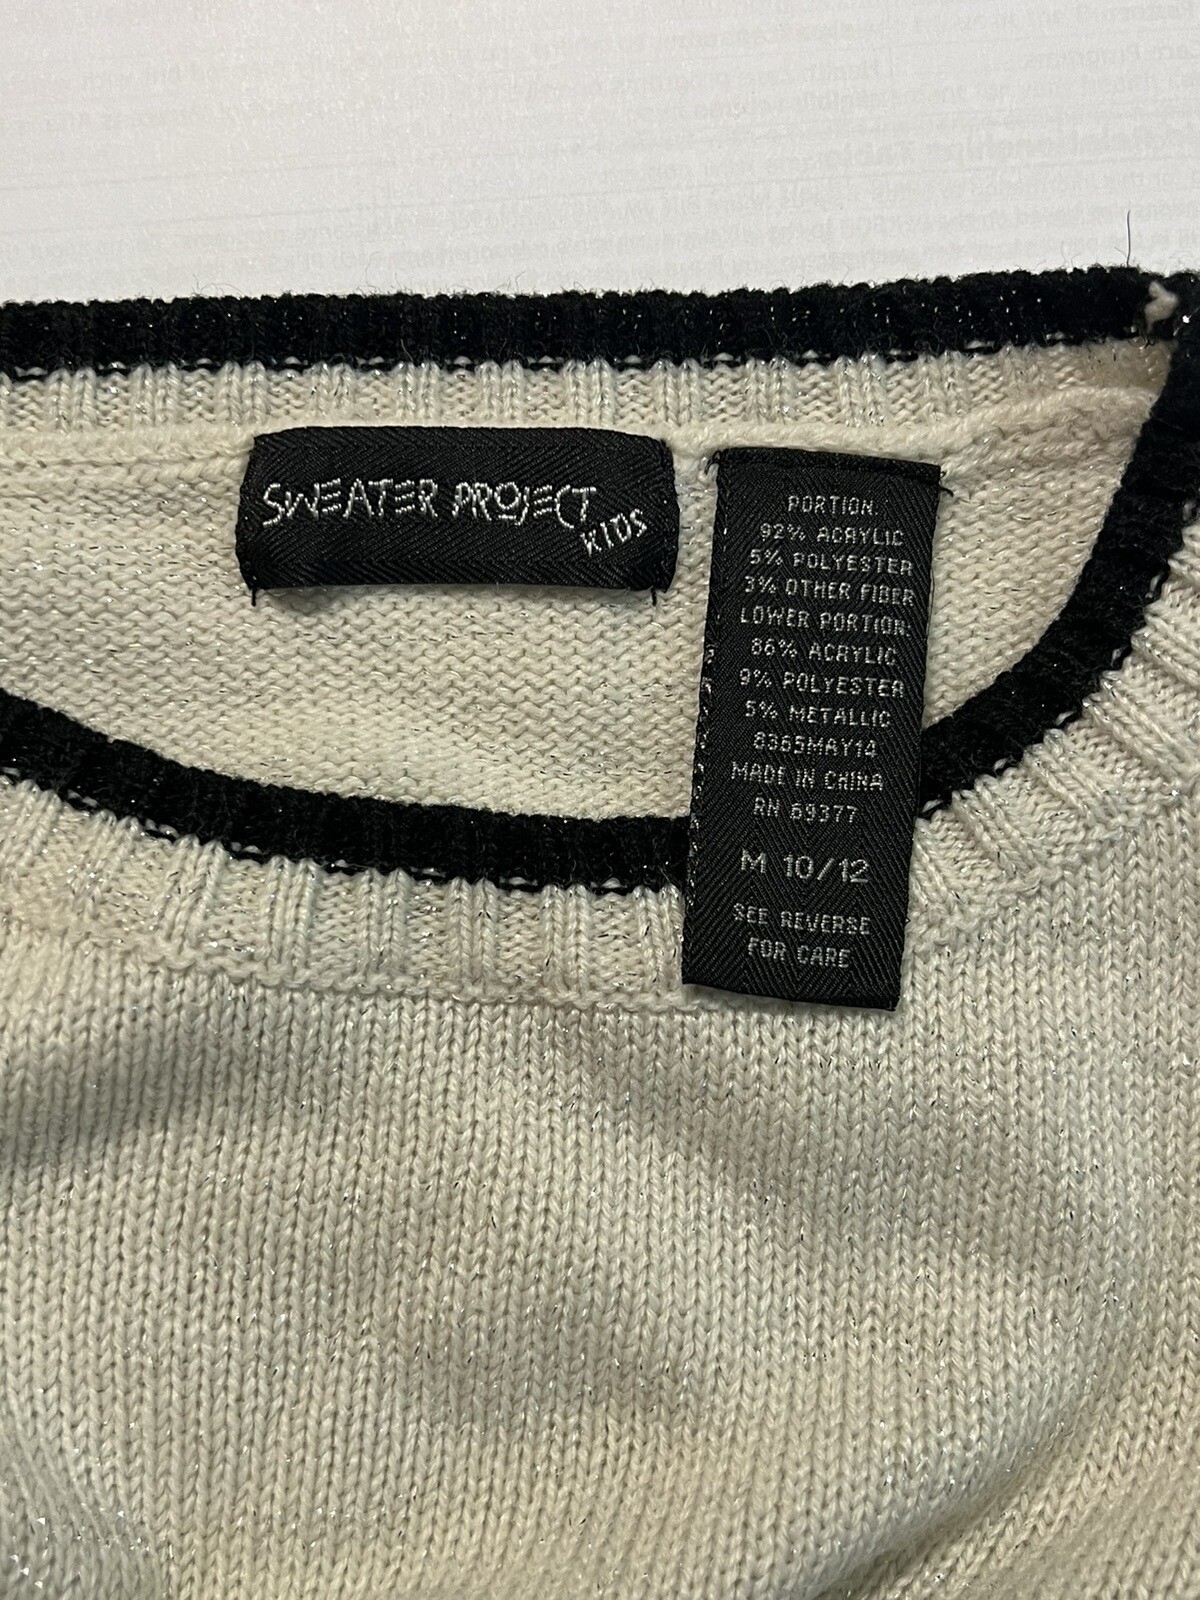 SWEATER PROJECT
KIDS
PORTION:
92% ACRYLIC
5% POLYESTER
3% OTHER FIBER
LOWER PORTION:
86% ACRYLIC
9% POLYESTER
5% METALLIC
8365MAY14
MADE IN CHINA
RN 69377
M 10/12
SEE REVERSE
FOR CARE